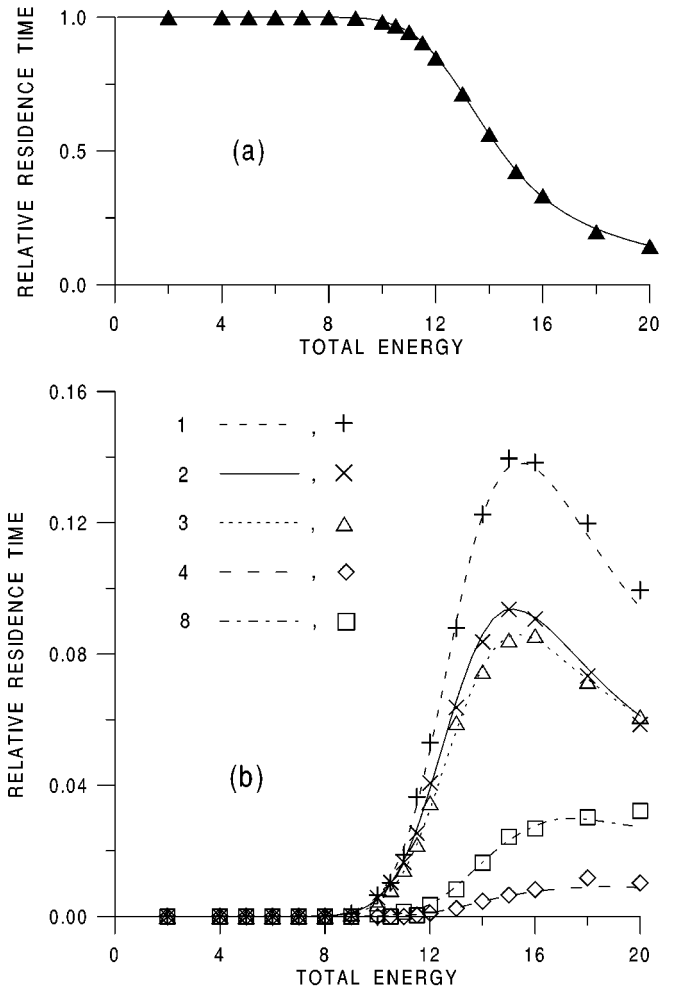 1.0
0.5
0.0
RELATIVE RESIDENCE TIME
(a)
0 4 8 12 16 20
TOTAL ENERGY
0.16
0.12
0.08
0.04
0.00
RELATIVE RESIDENCE TIME
1 ,
2 ,
3 ,
4 ,
8 ,
(b)
0 4 8 12 16 20
TOTAL ENERGY